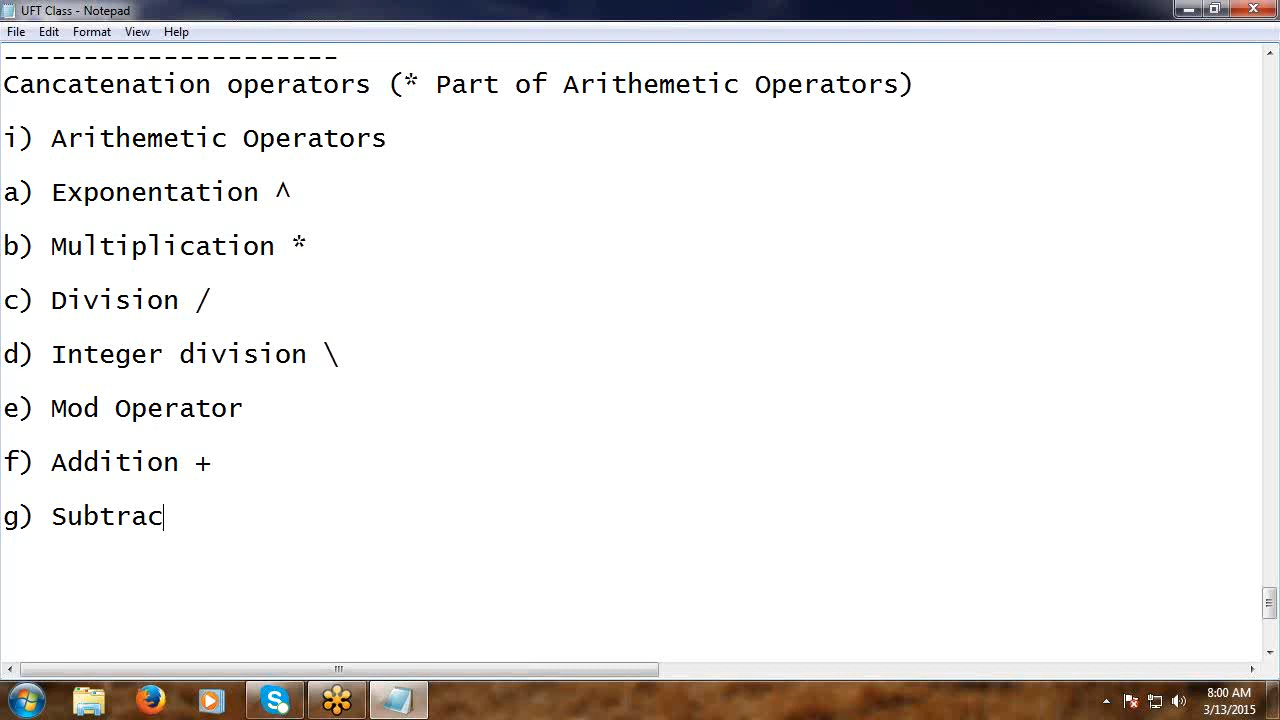 UFT Class - Notepad
File Edit Format View Help
---------------------
Cancatenation operators (* Part of Arithemetic Operators)
i) Arithemetic Operators
a) Exponentation ^
b) Multiplication *
c) Division /
d) Integer division \
e) Mod Operator
f) Addition +
g) Subtrac
8:00 AM
3/13/2015